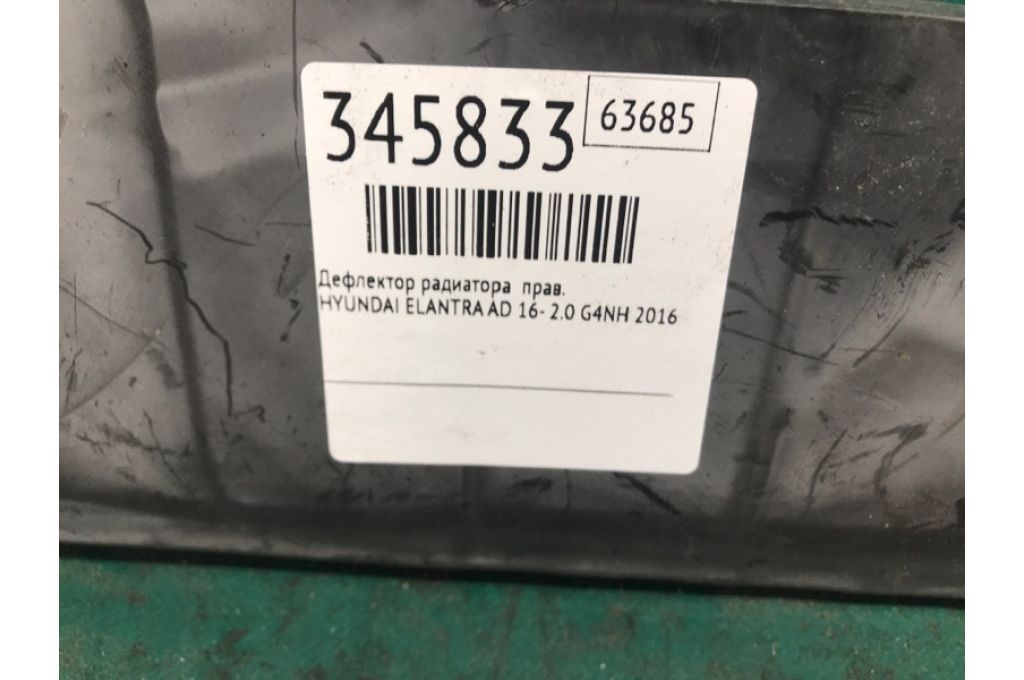 345833
63685
Дефлектор радиатора прав.
HYUNDAI ELANTRA AD 16- 2.0 G4NH 2016